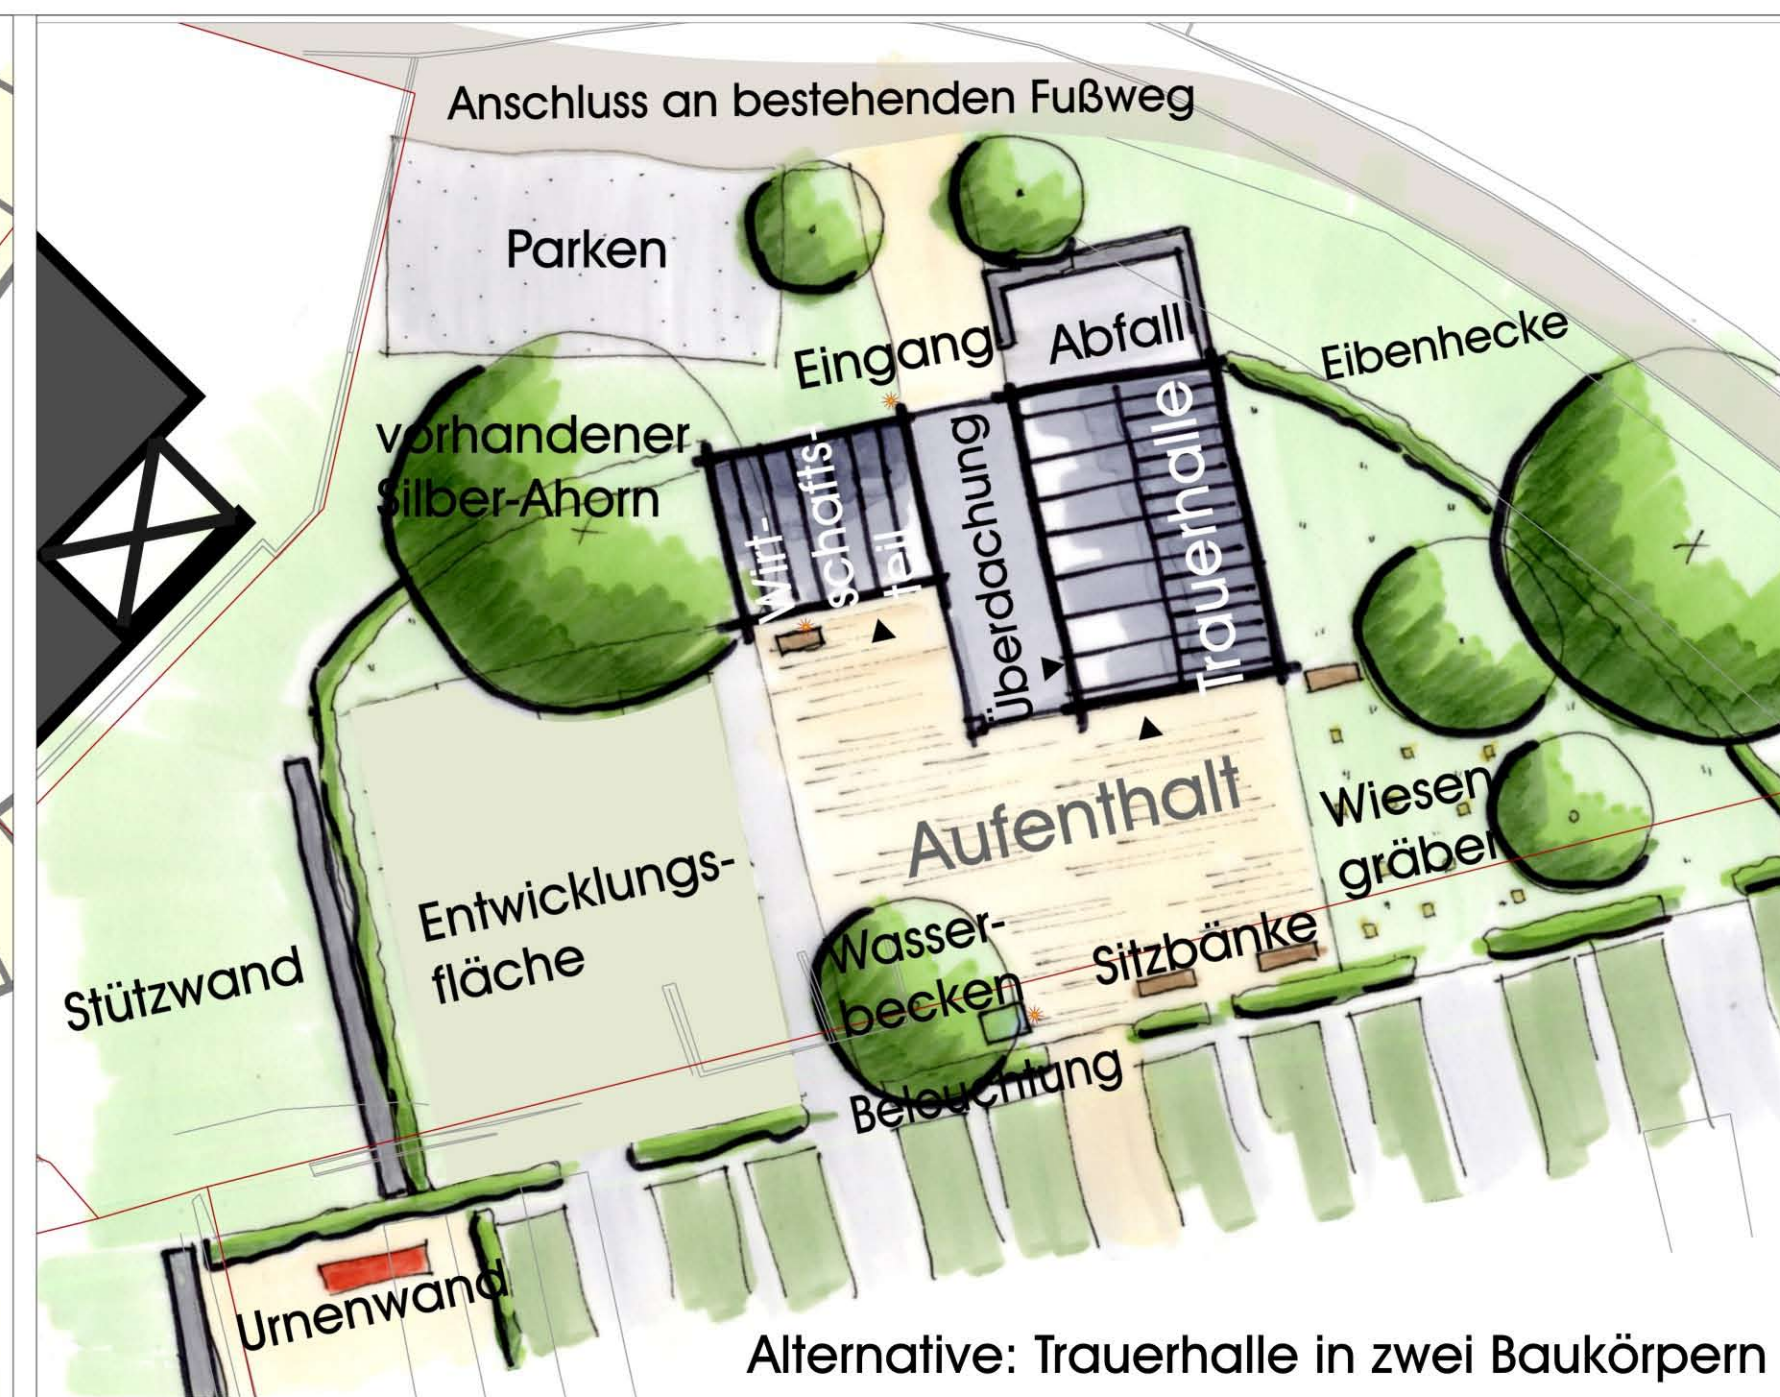 Anschluss an bestehenden Fußweg
Parken
Eingang
Abfall
Eibenhecke
vorhandener
Silber-Ahorn
Wirt-
schafts-
teil
Überdachung
Trauerhalle
Aufenthalt
Wiesen
gräber
Entwicklungs-
fläche
Wasser-
becken
Sitzbänke
Stützwand
Beleuchtung
Urnenwand
Alternative: Trauerhalle in zwei Baukörpern